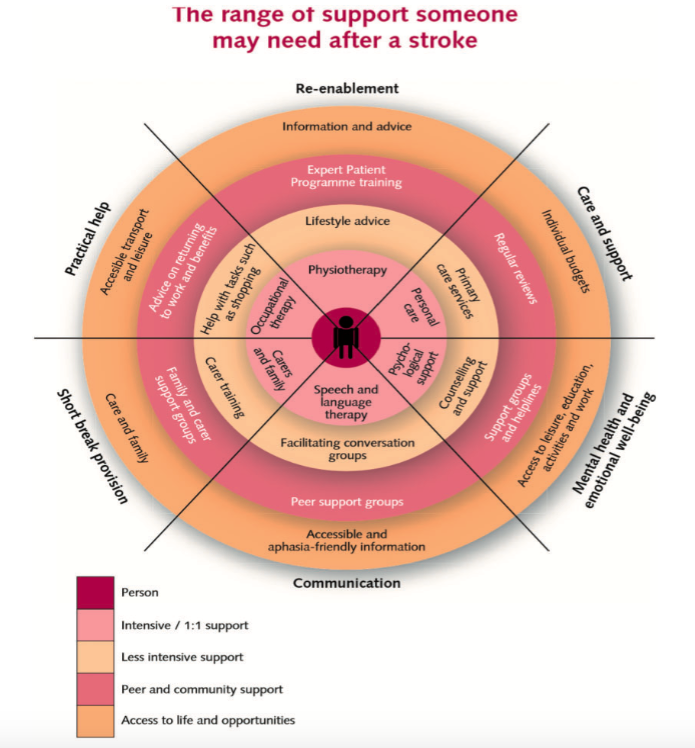 The range of support someone
may need after a stroke
Re-enablement
Information and advice
Expert Patient
Programme training
Lifestyle advice
Physiotherapy
Care and support
Individual budgets
Regular reviews
Primary
care services
Personal
care
Mental health and
emotional well-being
Access to leisure, education,
activities and work
Support groups
and helplines
Counselling
and support
Psycho-
logical
support
Speech and
language
therapy
Facilitating conversation
groups
Peer support groups
Accessible and
aphasia-friendly information
Communication
Short break provision
Care and family
Family and carer
support groups
Carer training
Carers
and family
Practical help
Accesible transport
and leisure
Advice on returning
to work and benefits
Help with tasks such
as shopping
Occupational
therapy
Person
Intensive / 1:1 support
Less intensive support
Peer and community support
Access to life and opportunities